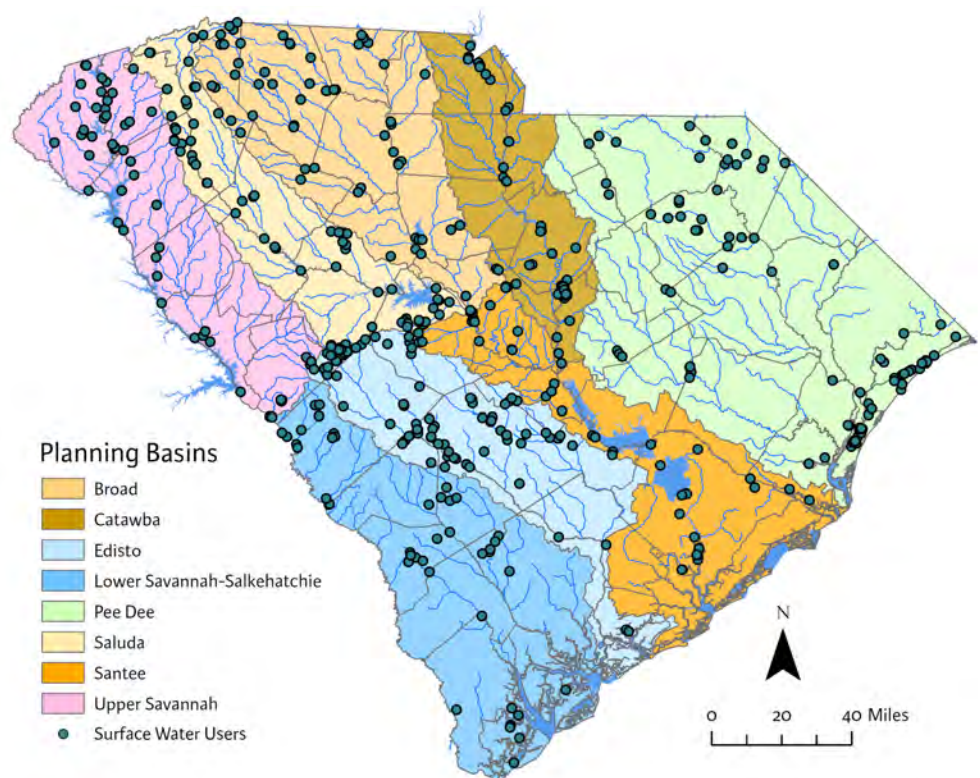 Planning Basins
Broad
Catawba
Edisto
Lower Savannah-Salkehatchie
Pee Dee
Saluda
Santee
Upper Savannah
Surface Water Users
N
0 20 40 Miles